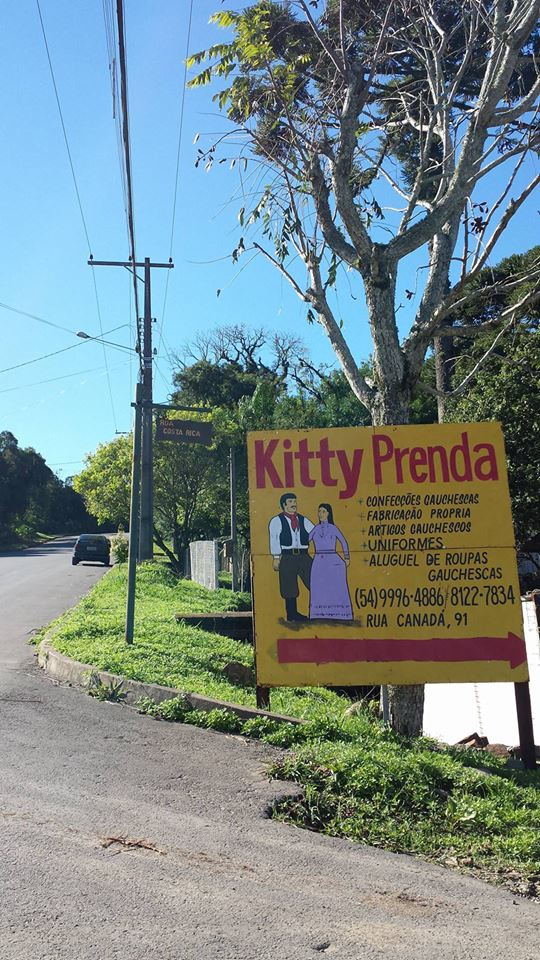 RUA
COSTA RICA
Kitty Prenda
+ CONFECÇÕES GAUCHESCAS
+ FABRICAÇÃO PROPRIA
+ ARTIGOS GAUCHESCOS
+ UNIFORMES
+ ALUGUEL DE ROUPAS
GAUCHESCAS
(54)9996-4886/8122-7834
RUA CANADÁ, 91